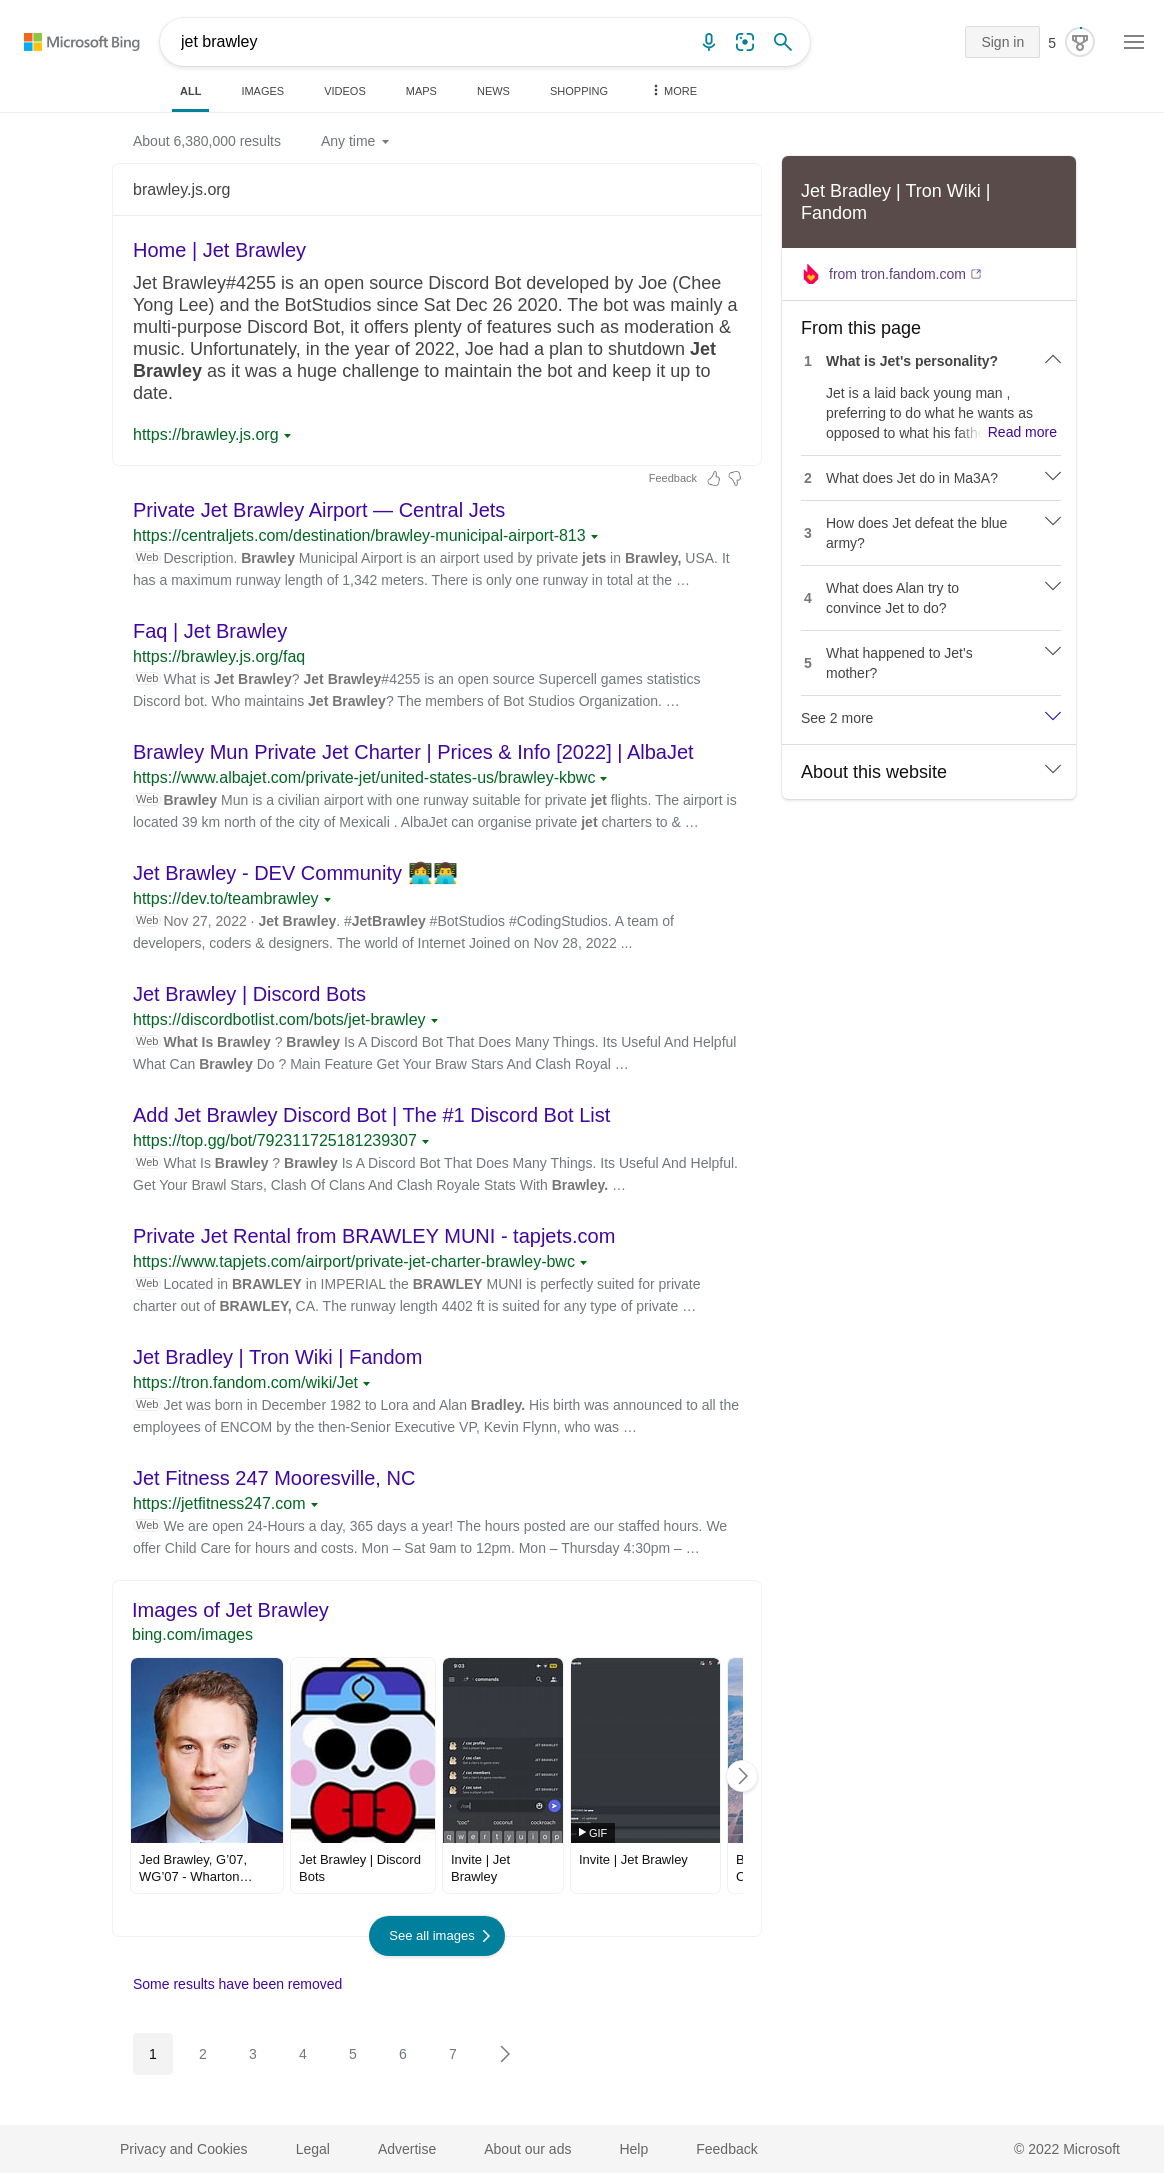 Microsoft Bing
jet brawley
Sign in
5
ALL
IMAGES
VIDEOS
MAPS
NEWS
SHOPPING
MORE
About 6,380,000 results
Any time
brawley.js.org
Home | Jet Brawley
Jet Brawley#4255 is an open source Discord Bot developed by Joe (Chee
Yong Lee) and the BotStudios since Sat Dec 26 2020. The bot was mainly a
multi-purpose Discord Bot, it offers plenty of features such as moderation &
music. Unfortunately, in the year of 2022, Joe had a plan to shutdown Jet
Brawley as it was a huge challenge to maintain the bot and keep it up to
date.
https://brawley.js.org
Feedback
Private Jet Brawley Airport — Central Jets
https://centraljets.com/destination/brawley-municipal-airport-813
Web Description. Brawley Municipal Airport is an airport used by private jets in Brawley, USA. It
has a maximum runway length of 1,342 meters. There is only one runway in total at the …
Faq | Jet Brawley
https://brawley.js.org/faq
Web What is Jet Brawley? Jet Brawley#4255 is an open source Supercell games statistics
Discord bot. Who maintains Jet Brawley? The members of Bot Studios Organization. …
Brawley Mun Private Jet Charter | Prices & Info [2022] | AlbaJet
https://www.albajet.com/private-jet/united-states-us/brawley-kbwc
Web Brawley Mun is a civilian airport with one runway suitable for private jet flights. The airport is
located 39 km north of the city of Mexicali . AlbaJet can organise private jet charters to & …
Jet Brawley - DEV Community 👩‍💻👨‍💻
https://dev.to/teambrawley
Web Nov 27, 2022 · Jet Brawley. #JetBrawley #BotStudios #CodingStudios. A team of
developers, coders & designers. The world of Internet Joined on Nov 28, 2022 ...
Jet Brawley | Discord Bots
https://discordbotlist.com/bots/jet-brawley
Web What Is Brawley ? Brawley Is A Discord Bot That Does Many Things. Its Useful And Helpful
What Can Brawley Do ? Main Feature Get Your Braw Stars And Clash Royal …
Add Jet Brawley Discord Bot | The #1 Discord Bot List
https://top.gg/bot/792311725181239307
Web What Is Brawley ? Brawley Is A Discord Bot That Does Many Things. Its Useful And Helpful.
Get Your Brawl Stars, Clash Of Clans And Clash Royale Stats With Brawley. …
Private Jet Rental from BRAWLEY MUNI - tapjets.com
https://www.tapjets.com/airport/private-jet-charter-brawley-bwc
Web Located in BRAWLEY in IMPERIAL the BRAWLEY MUNI is perfectly suited for private
charter out of BRAWLEY, CA. The runway length 4402 ft is suited for any type of private …
Jet Bradley | Tron Wiki | Fandom
https://tron.fandom.com/wiki/Jet
Web Jet was born in December 1982 to Lora and Alan Bradley. His birth was announced to all the
employees of ENCOM by the then-Senior Executive VP, Kevin Flynn, who was …
Jet Fitness 247 Mooresville, NC
https://jetfitness247.com
Web We are open 24-Hours a day, 365 days a year! The hours posted are our staffed hours. We
offer Child Care for hours and costs. Mon – Sat 9am to 12pm. Mon – Thursday 4:30pm – …
Images of Jet Brawley
bing.com/images
9:03
commands
/ coc profile
/ coc clan
/ coc members
/ coc save
JET BRAWLEY
JET BRAWLEY
JET BRAWLEY
JET BRAWLEY
/coc
"coc"
coconut
cockroach
q w e r t y u i o p
GIF
Jed Brawley, G'07,
WG'07 - Wharton…
Jet Brawley | Discord
Bots
Invite | Jet
Brawley
Invite | Jet Brawley
B
See all images
Some results have been removed
1
2
3
4
5
6
7
Jet Bradley | Tron Wiki |
Fandom
from tron.fandom.com
From this page
1 What is Jet's personality?
Jet is a laid back young man ,
preferring to do what he wants as
opposed to what his fathe Read more
2 What does Jet do in Ma3A?
3 How does Jet defeat the blue
army?
4 What does Alan try to
convince Jet to do?
5 What happened to Jet's
mother?
See 2 more
About this website
Privacy and Cookies
Legal
Advertise
About our ads
Help
Feedback
© 2022 Microsoft